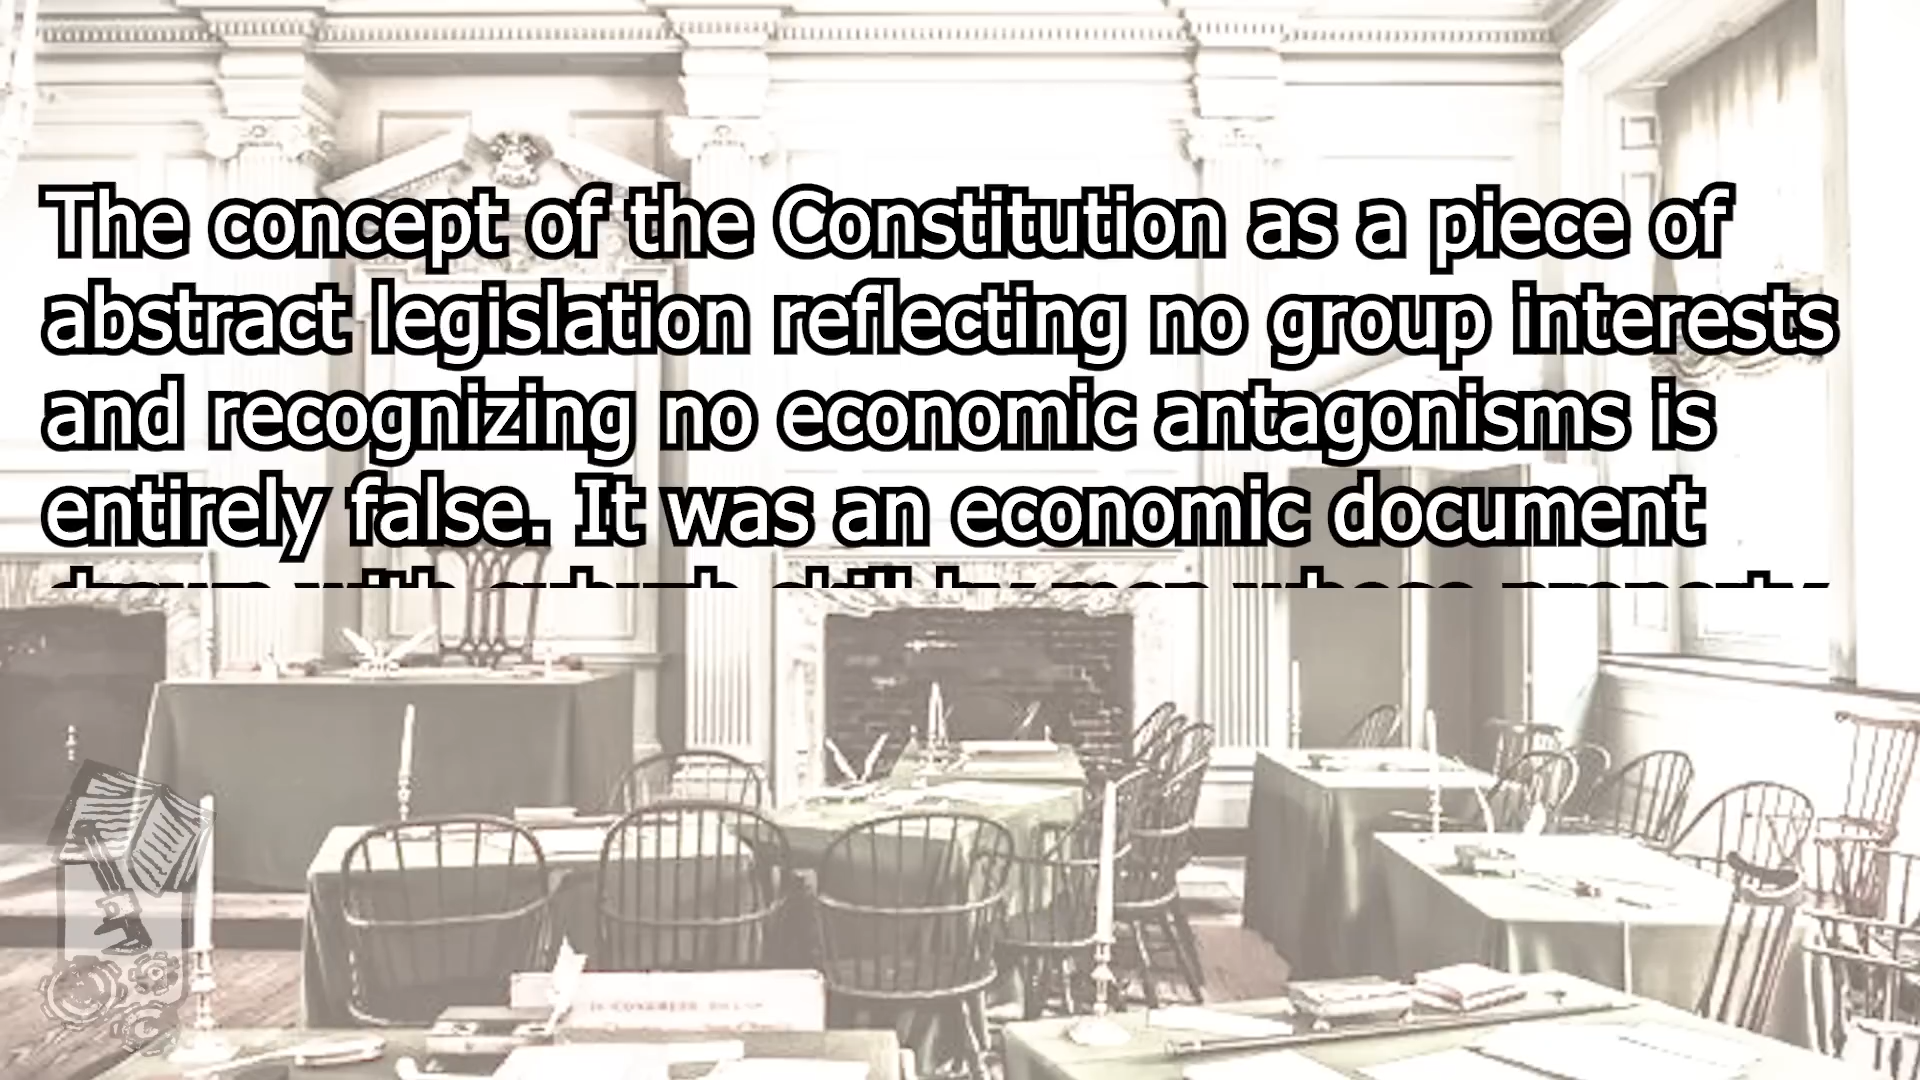 The concept of the Constitution as a piece of
abstract legislation reflecting no group interests
and recognizing no economic antagonisms is
entirely false. It was an economic document